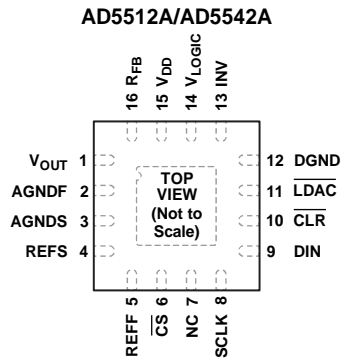 AD5512A/AD5542A
16 RFB
15 VDD
14 VLOGIC
13 INV
VOUT 1
AGNDF 2
AGNDS 3
REFS 4
TOP
VIEW
(Not to
Scale)
12 DGND
11 LDAC
10 CLR
9 DIN
REFF 5
CS 6
NC 7
SCLK 8